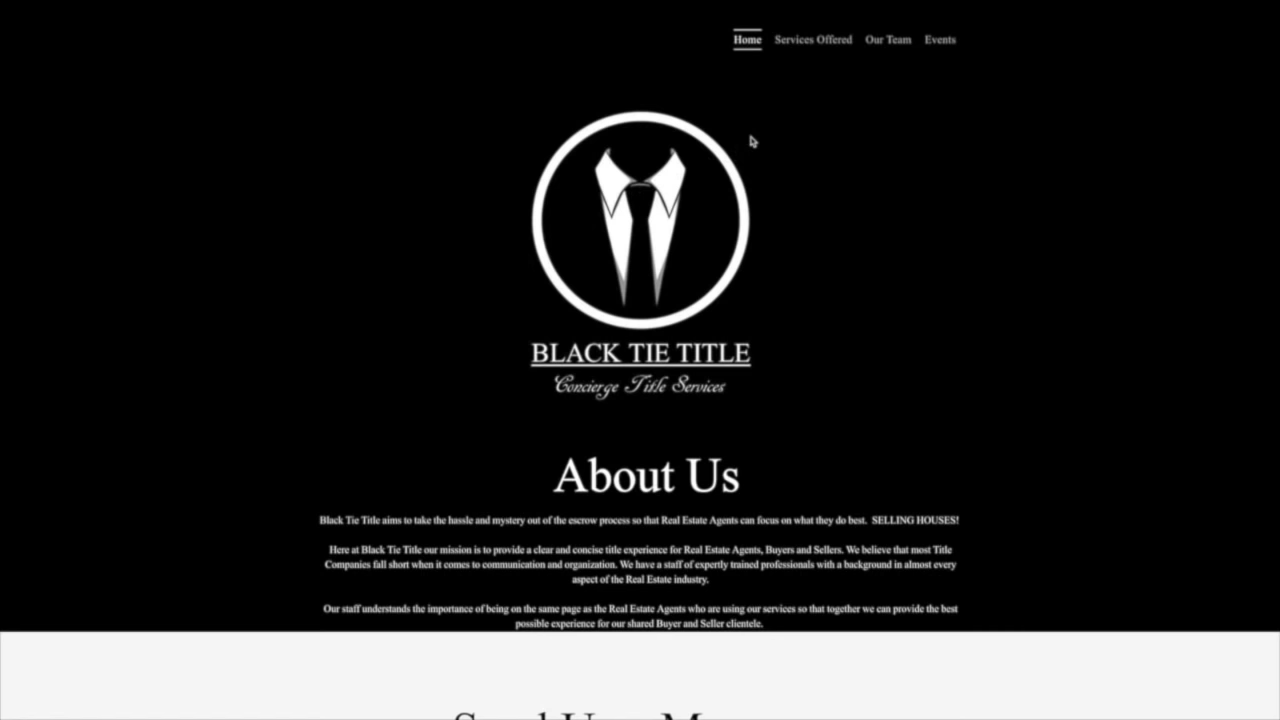 Home Services Offered Our Team Events
BLACK TIE TITLE
Concierge Title Services
About Us
Black Tie Title aims to take the hassle and mystery out of the escrow process so that Real Estate Agents can focus on what they do best. SELLING HOUSES!
Here at Black Tie Title our mission is to provide a clear and concise title experience for Real Estate Agents, Buyers and Sellers. We believe that most Title
Companies fall short when it comes to communication and organization. We have a staff of expertly trained professionals with a background in almost every
aspect of the Real Estate industry.
Our staff understands the importance of being on the same page as the Real Estate Agents who are using our services so that together we can provide the best
possible experience for our shared Buyer and Seller clientele.